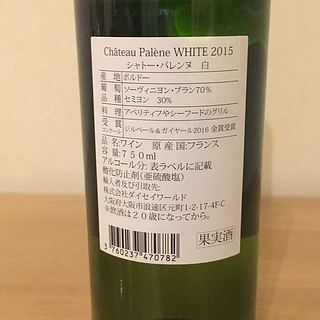 Château Palène WHITE 2015
シャトー・パレンヌ 白
産 地 ボルドー
葡 萄 ソーヴィニヨン・ブラン70%
品 種 セミヨン 30%
料 理 アペリティフやシーフードのグリル
受 賞 ジルベール&ガイヤール2016 金賞受賞
コンクール
品名:ワイン 原産国:フランス
容量:750ml
アルコール分:表ラベルに記載
酸化防止剤(亜硫酸塩)
輸入者及び引取先:
株式会社ダイセイワールド
大阪府大阪市浪速区元町1-2-17-4F-C
※飲酒は20歳になってから。
3 760237 470782
果実酒